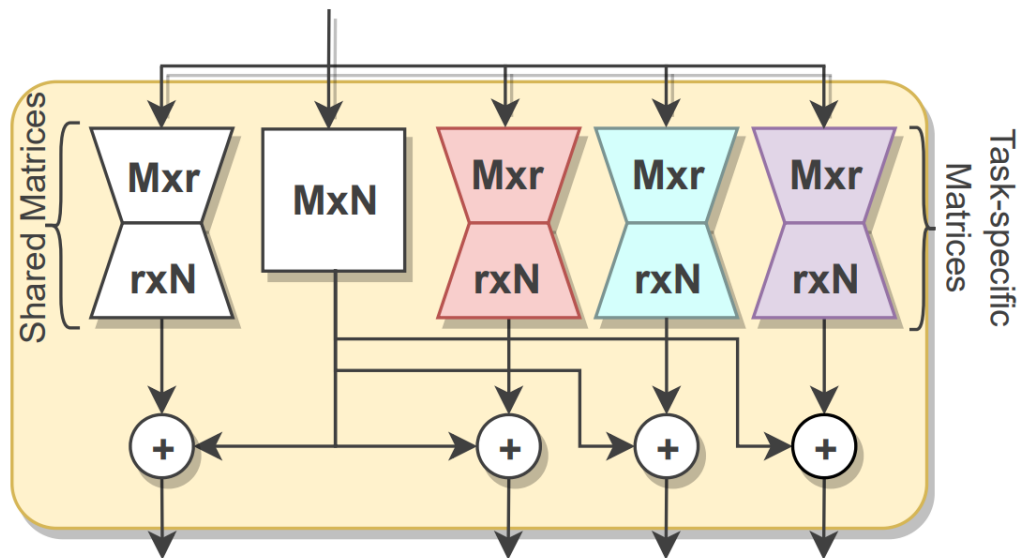 Shared Matrices
Mxr
rxN
MxN
Mxr
rxN
Mxr
rxN
Mxr
rxN
Task-specific
Matrices
+
+
+
+